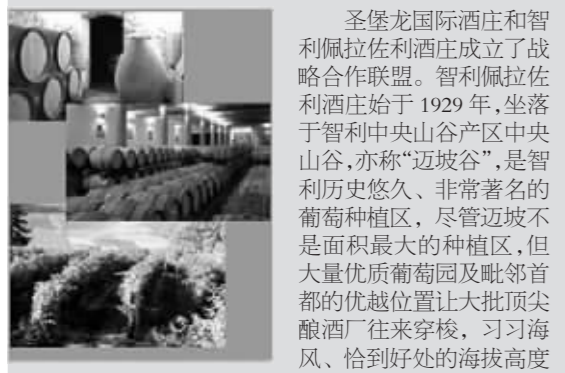 圣堡龙国际酒庄和智
利佩拉佐利酒庄成立了战
略合作联盟。智利佩拉佐
利酒庄始于 1929 年,坐落
于智利中央山谷产区中央
山谷,亦称“迈坡谷”,是智
利历史悠久、非常著名的
葡萄种植区，尽管迈坡不
是面积最大的种植区,但
大量优质葡萄园及毗邻首
都的优越位置让大批顶尖
酿酒厂往来穿梭，习习海
风、恰到好处的海拔高度